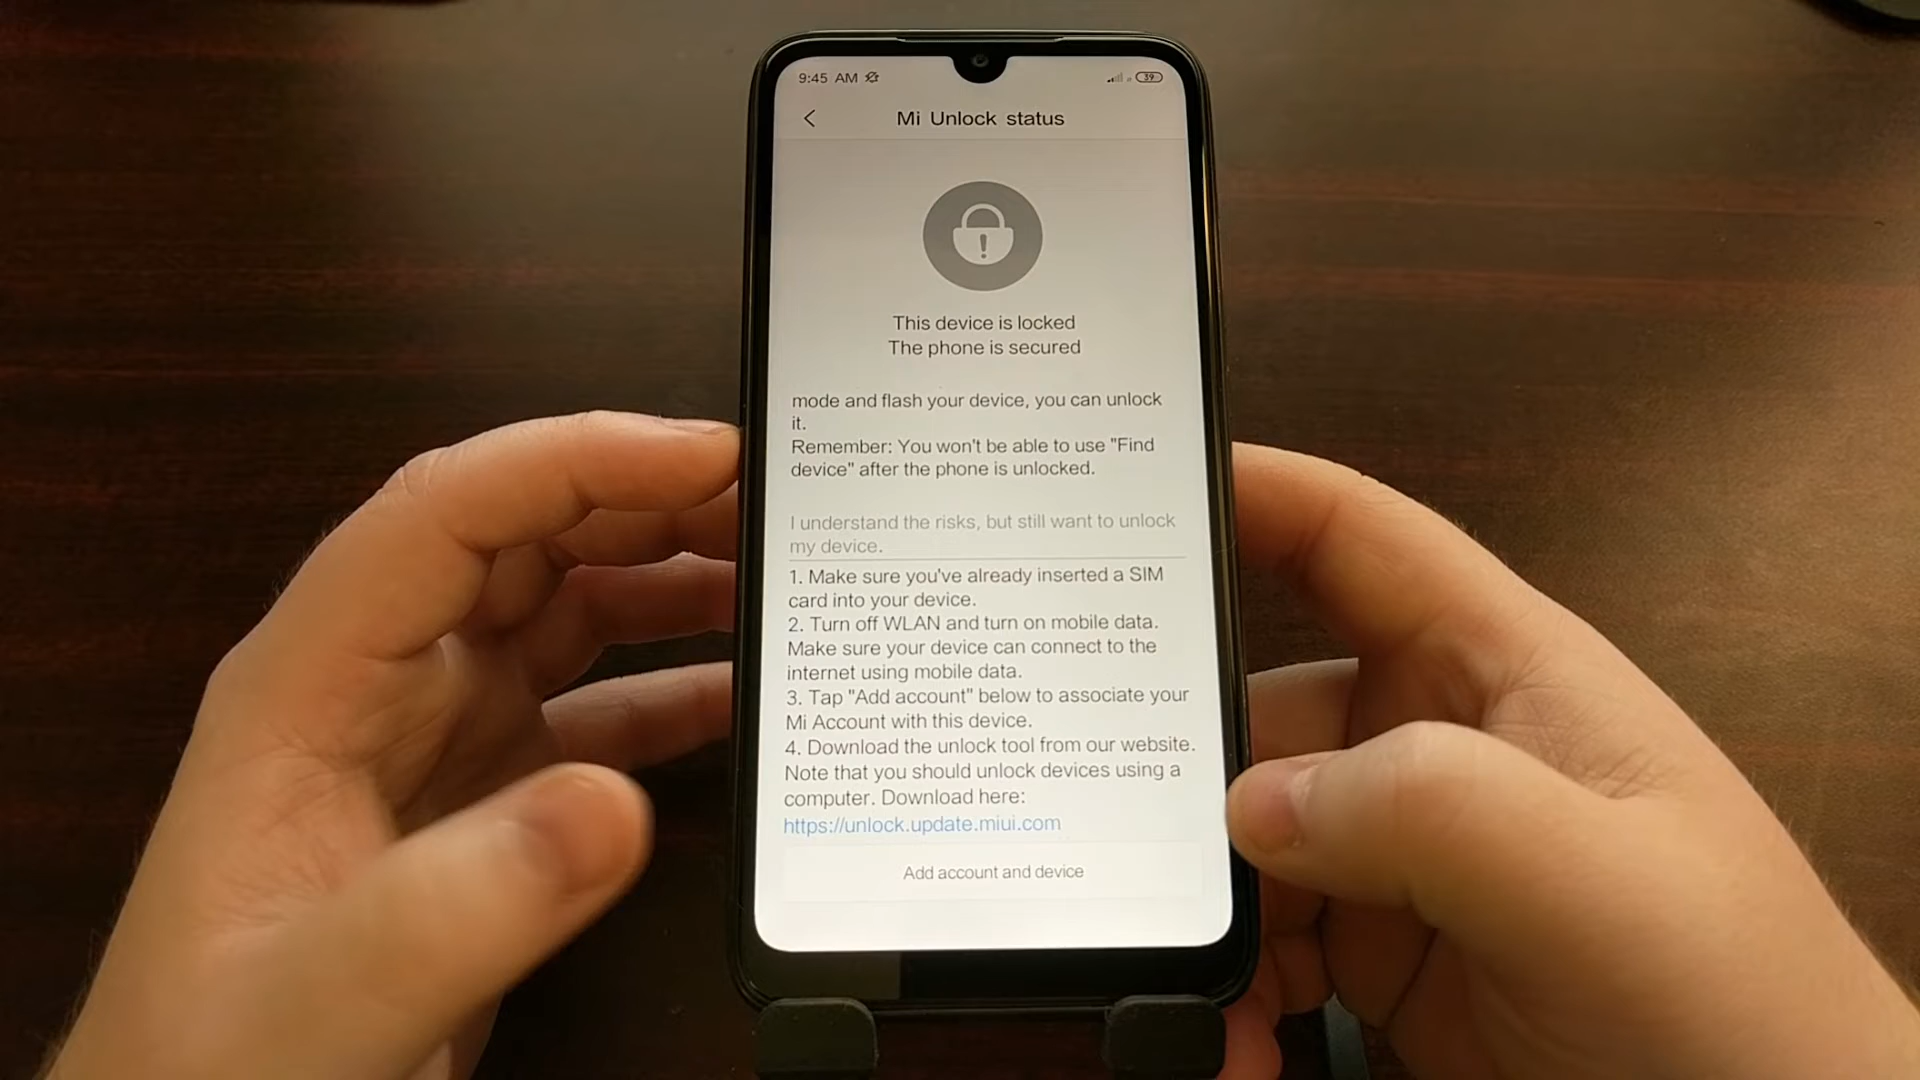 9:45 AM
39
Mi Unlock status
This device is locked
The phone is secured
mode and flash your device, you can unlock
it.
Remember: You won't be able to use "Find
device" after the phone is unlocked.
I understand the risks, but still want to unlock
my device.
1. Make sure you've already inserted a SIM
card into your device.
2. Turn off WLAN and turn on mobile data.
Make sure your device can connect to the
internet using mobile data.
3. Tap "Add account" below to associate your
Mi Account with this device.
4. Download the unlock tool from our website.
Note that you should unlock devices using a
computer. Download here:
https://unlock.update.miui.com
Add account and device